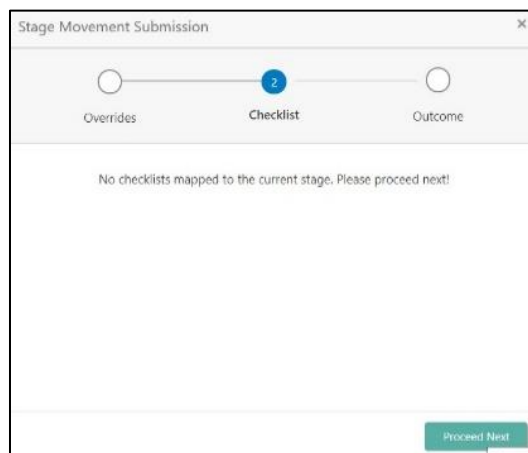 Stage Movement Submission ×
2
Overrides Checklist Outcome
No checklists mapped to the current stage. Please proceed next!
Proceed Next